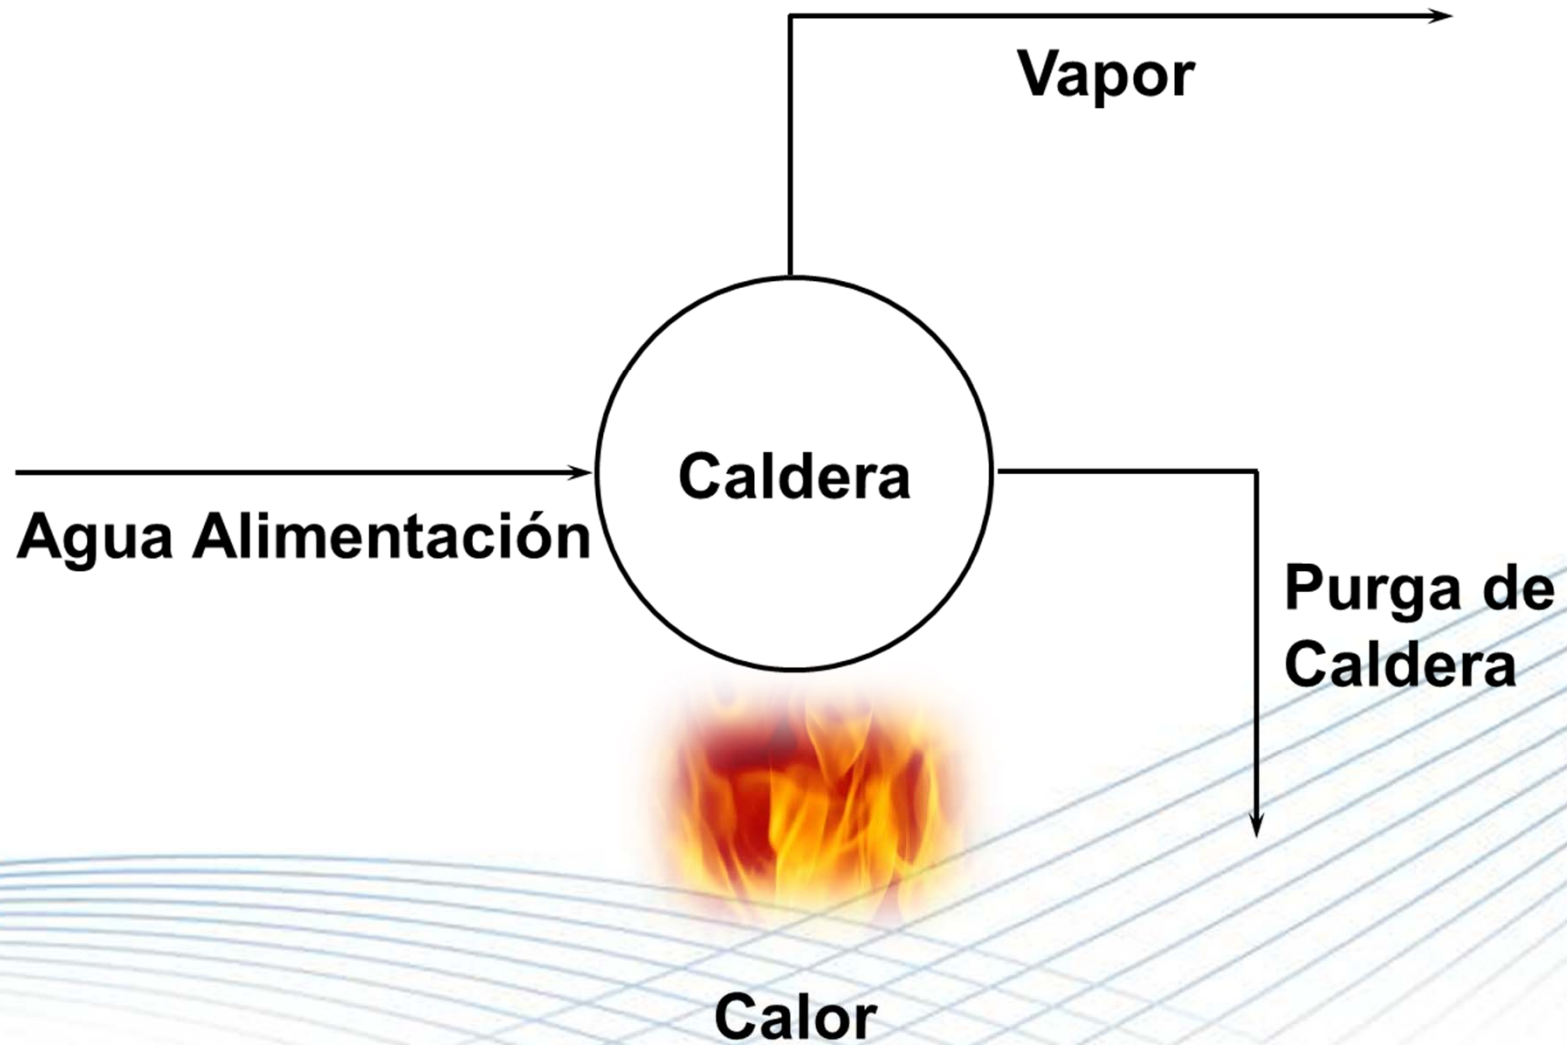 Vapor
Caldera
Agua Alimentación
Purga de
Caldera
Calor